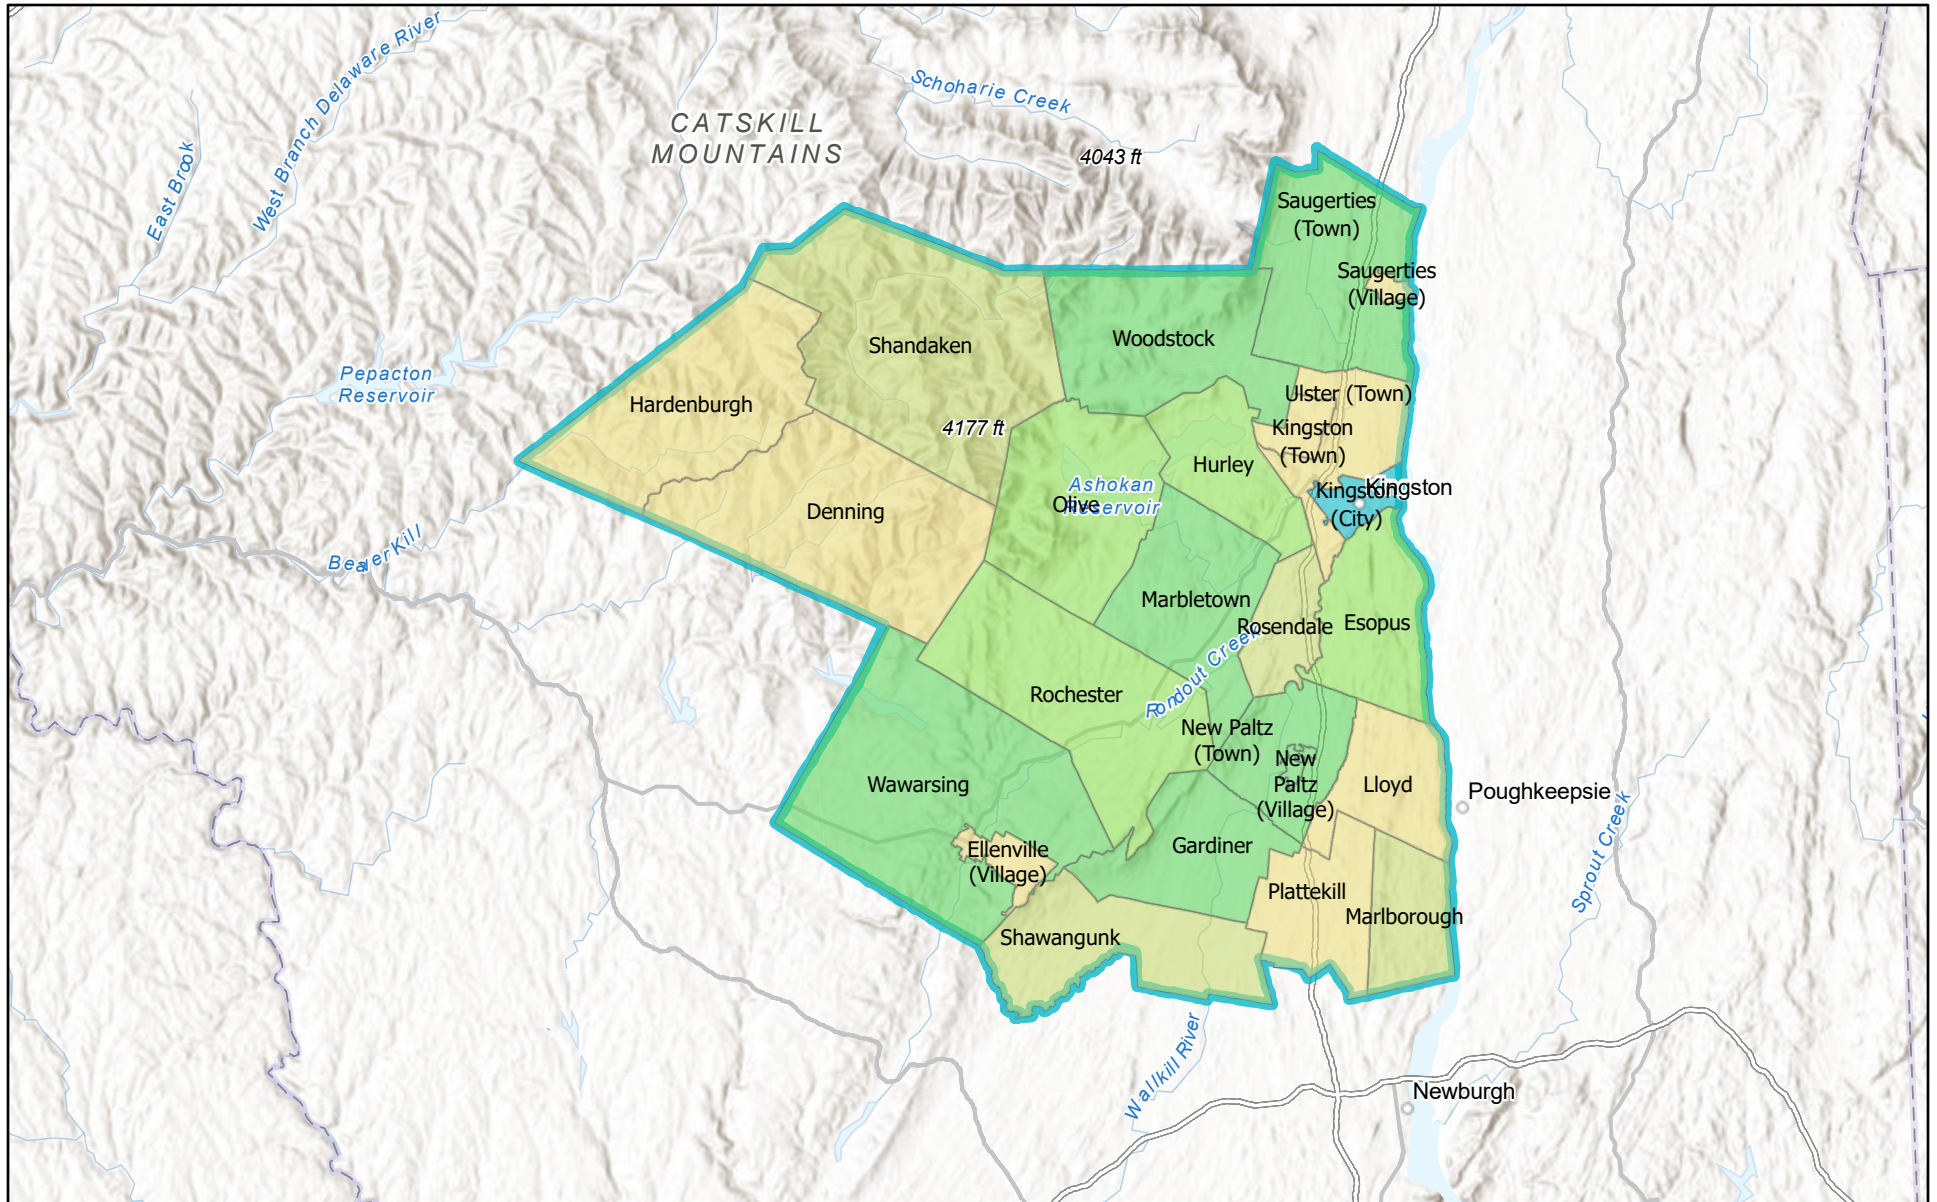 West Branch Delaware River
Schoharie Creek
CATSKILL
MOUNTAINS
4043 ft
East Brook
Saugerties
(Town)
Saugerties
(Village)
Woodstock
Shandaken
Pepacton
Reservoir
Hardenburgh
Ulster (Town)
4177 ft
Kingston
(Town)
Hurley
Ashokan
Reservoir
Olive
Kingston
(City)
Kingston
Denning
Beaver Kill
Marbletown
Rosendale
Esopus
Rondout Creek
Rochester
New Paltz
(Town)
New
Paltz
(Village)
Wawarsing
Lloyd
Poughkeepsie
Sprout Creek
Gardiner
Ellenville
(Village)
Plattekill
Marlborough
Shawangunk
Wallkill River
Newburgh